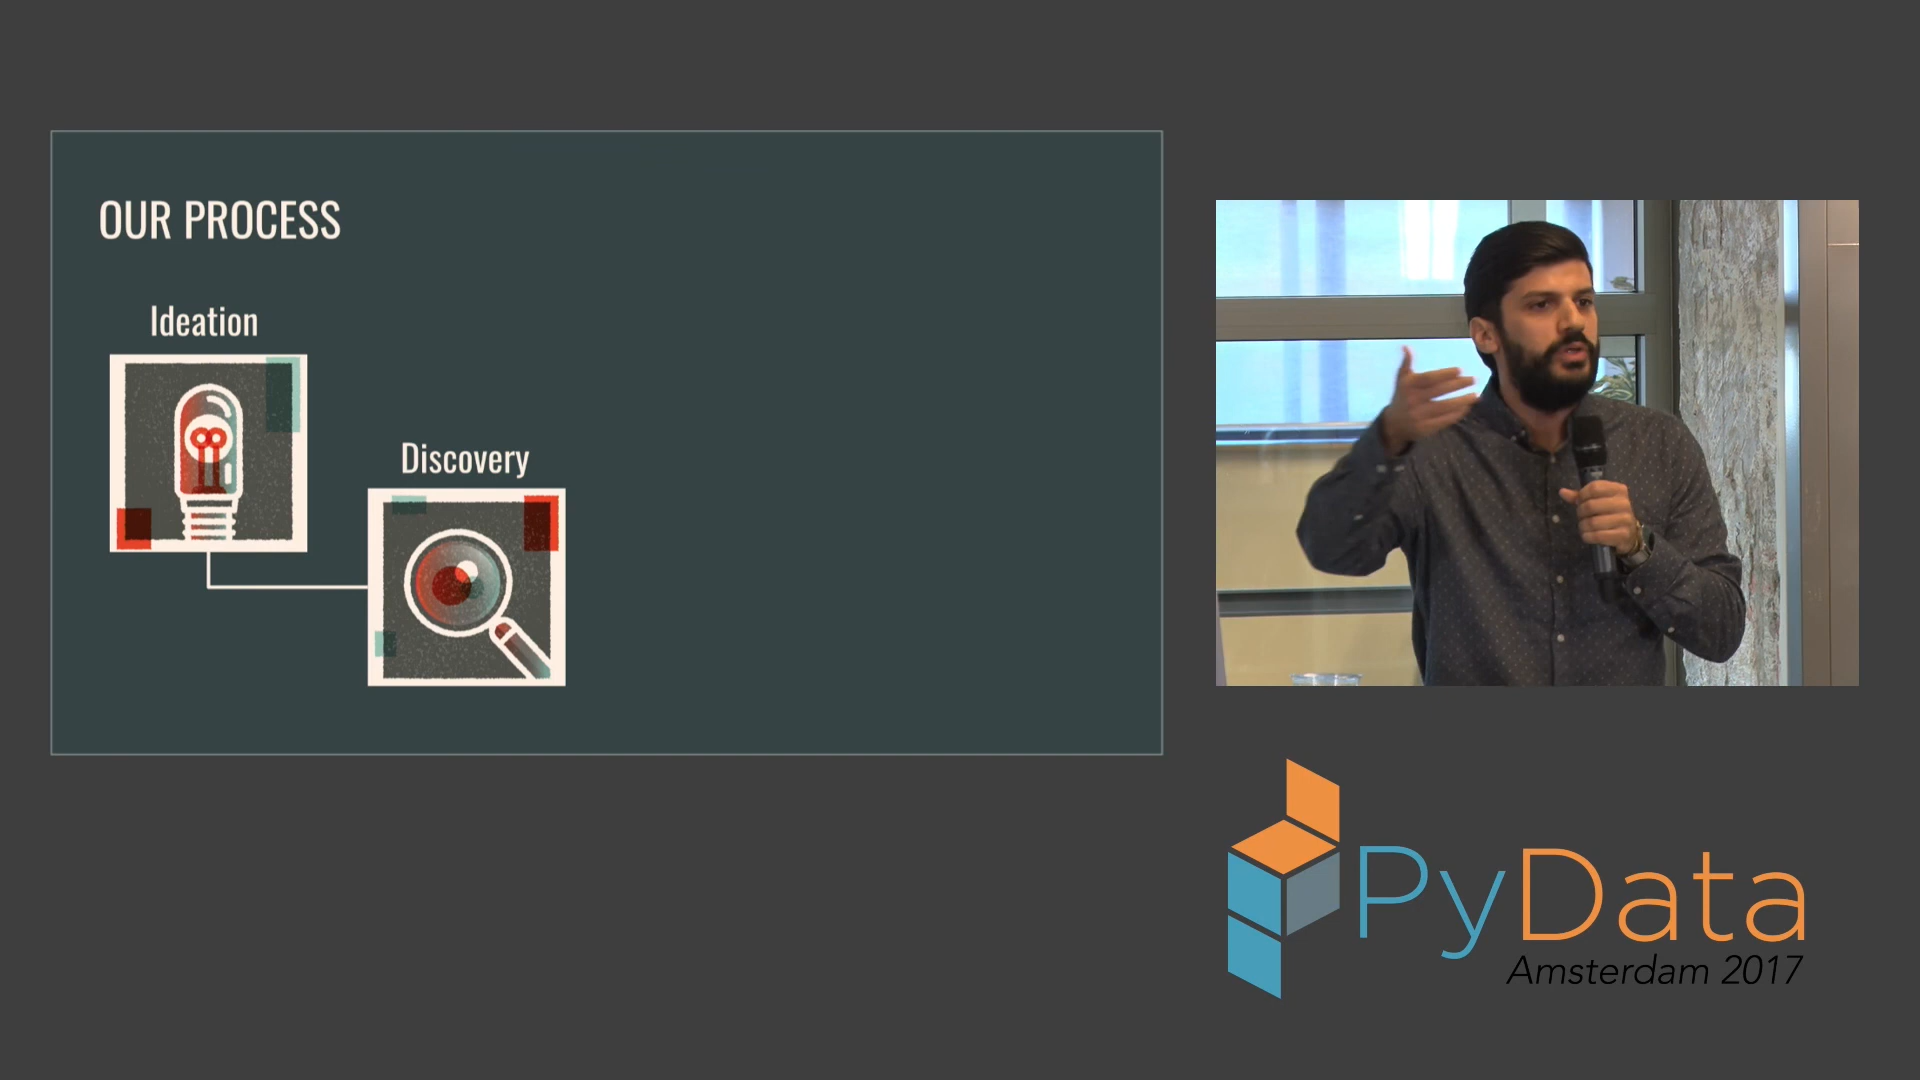 OUR PROCESS
Ideation
Discovery
PyData
Amsterdam 2017